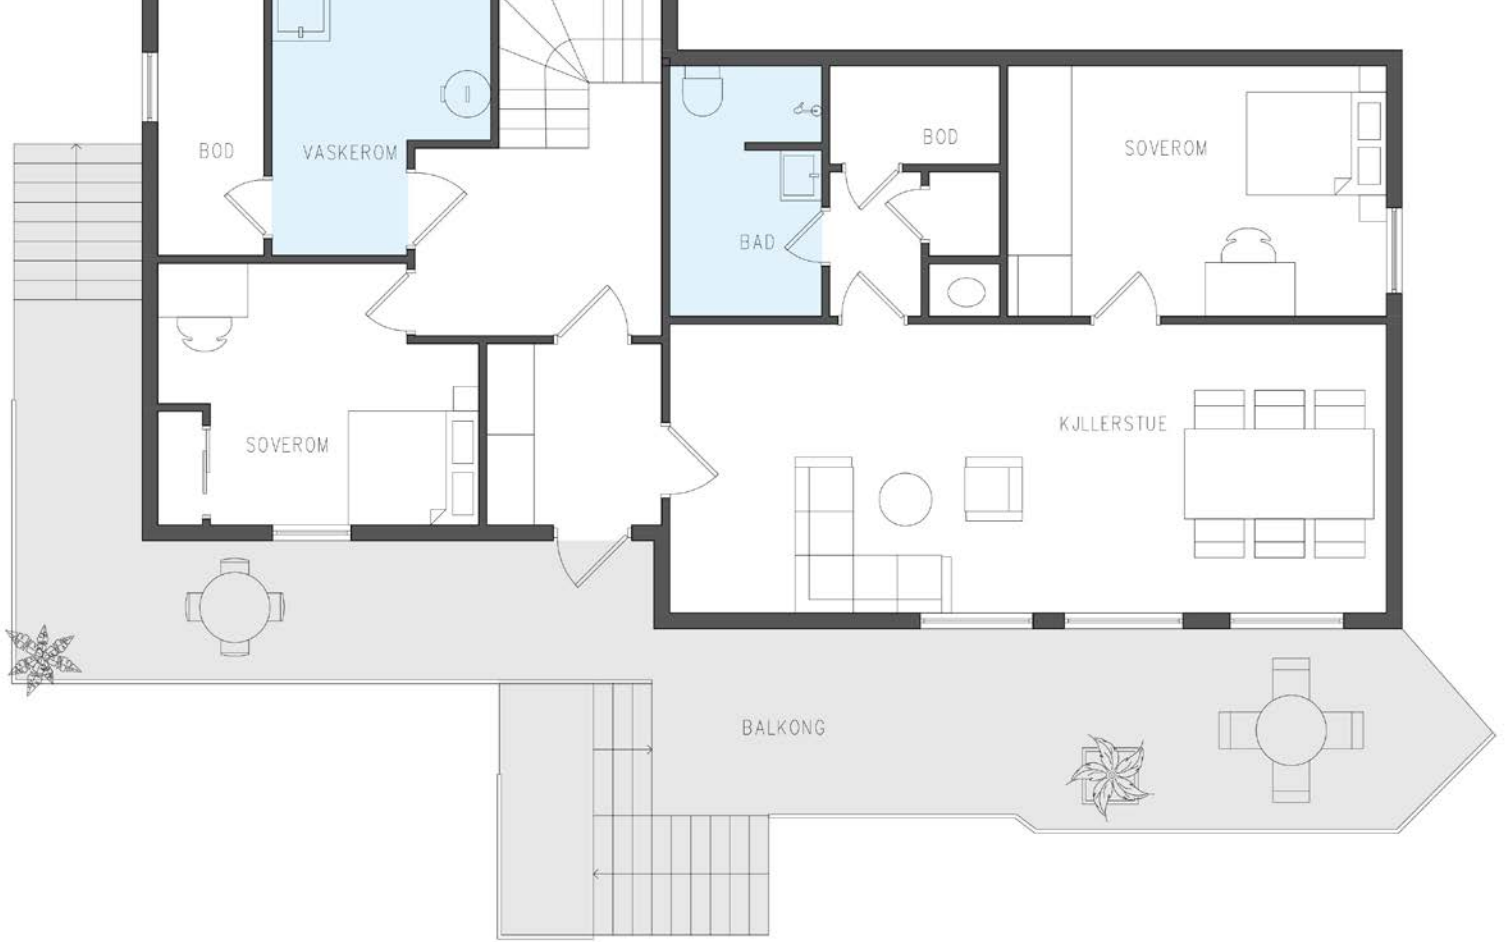 BOD
VASKEROM
BOD
SOVEROM
BAD
SOVEROM
KJLLERSTUE
BALKONG